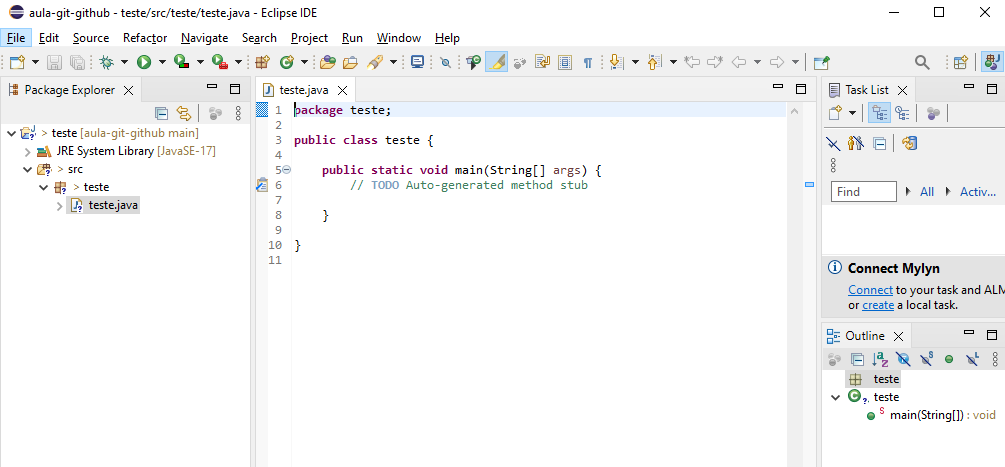 aula-git-github - teste/src/teste/teste.java - Eclipse IDE
File Edit Source Refactor Navigate Search Project Run Window Help
Package Explorer
> teste [aula-git-github main]
JRE System Library [JavaSE-17]
> src
> teste
teste.java
teste.java
1 package teste;
2
3 public class teste {
4
5 public static void main(String[] args) {
6 // TODO Auto-generated method stub
7
8 }
9
10 }
11
Task List
Find All Activ...
Connect Mylyn
Connect to your task and ALM
or create a local task.
Outline
teste
teste
main(String[]) : void